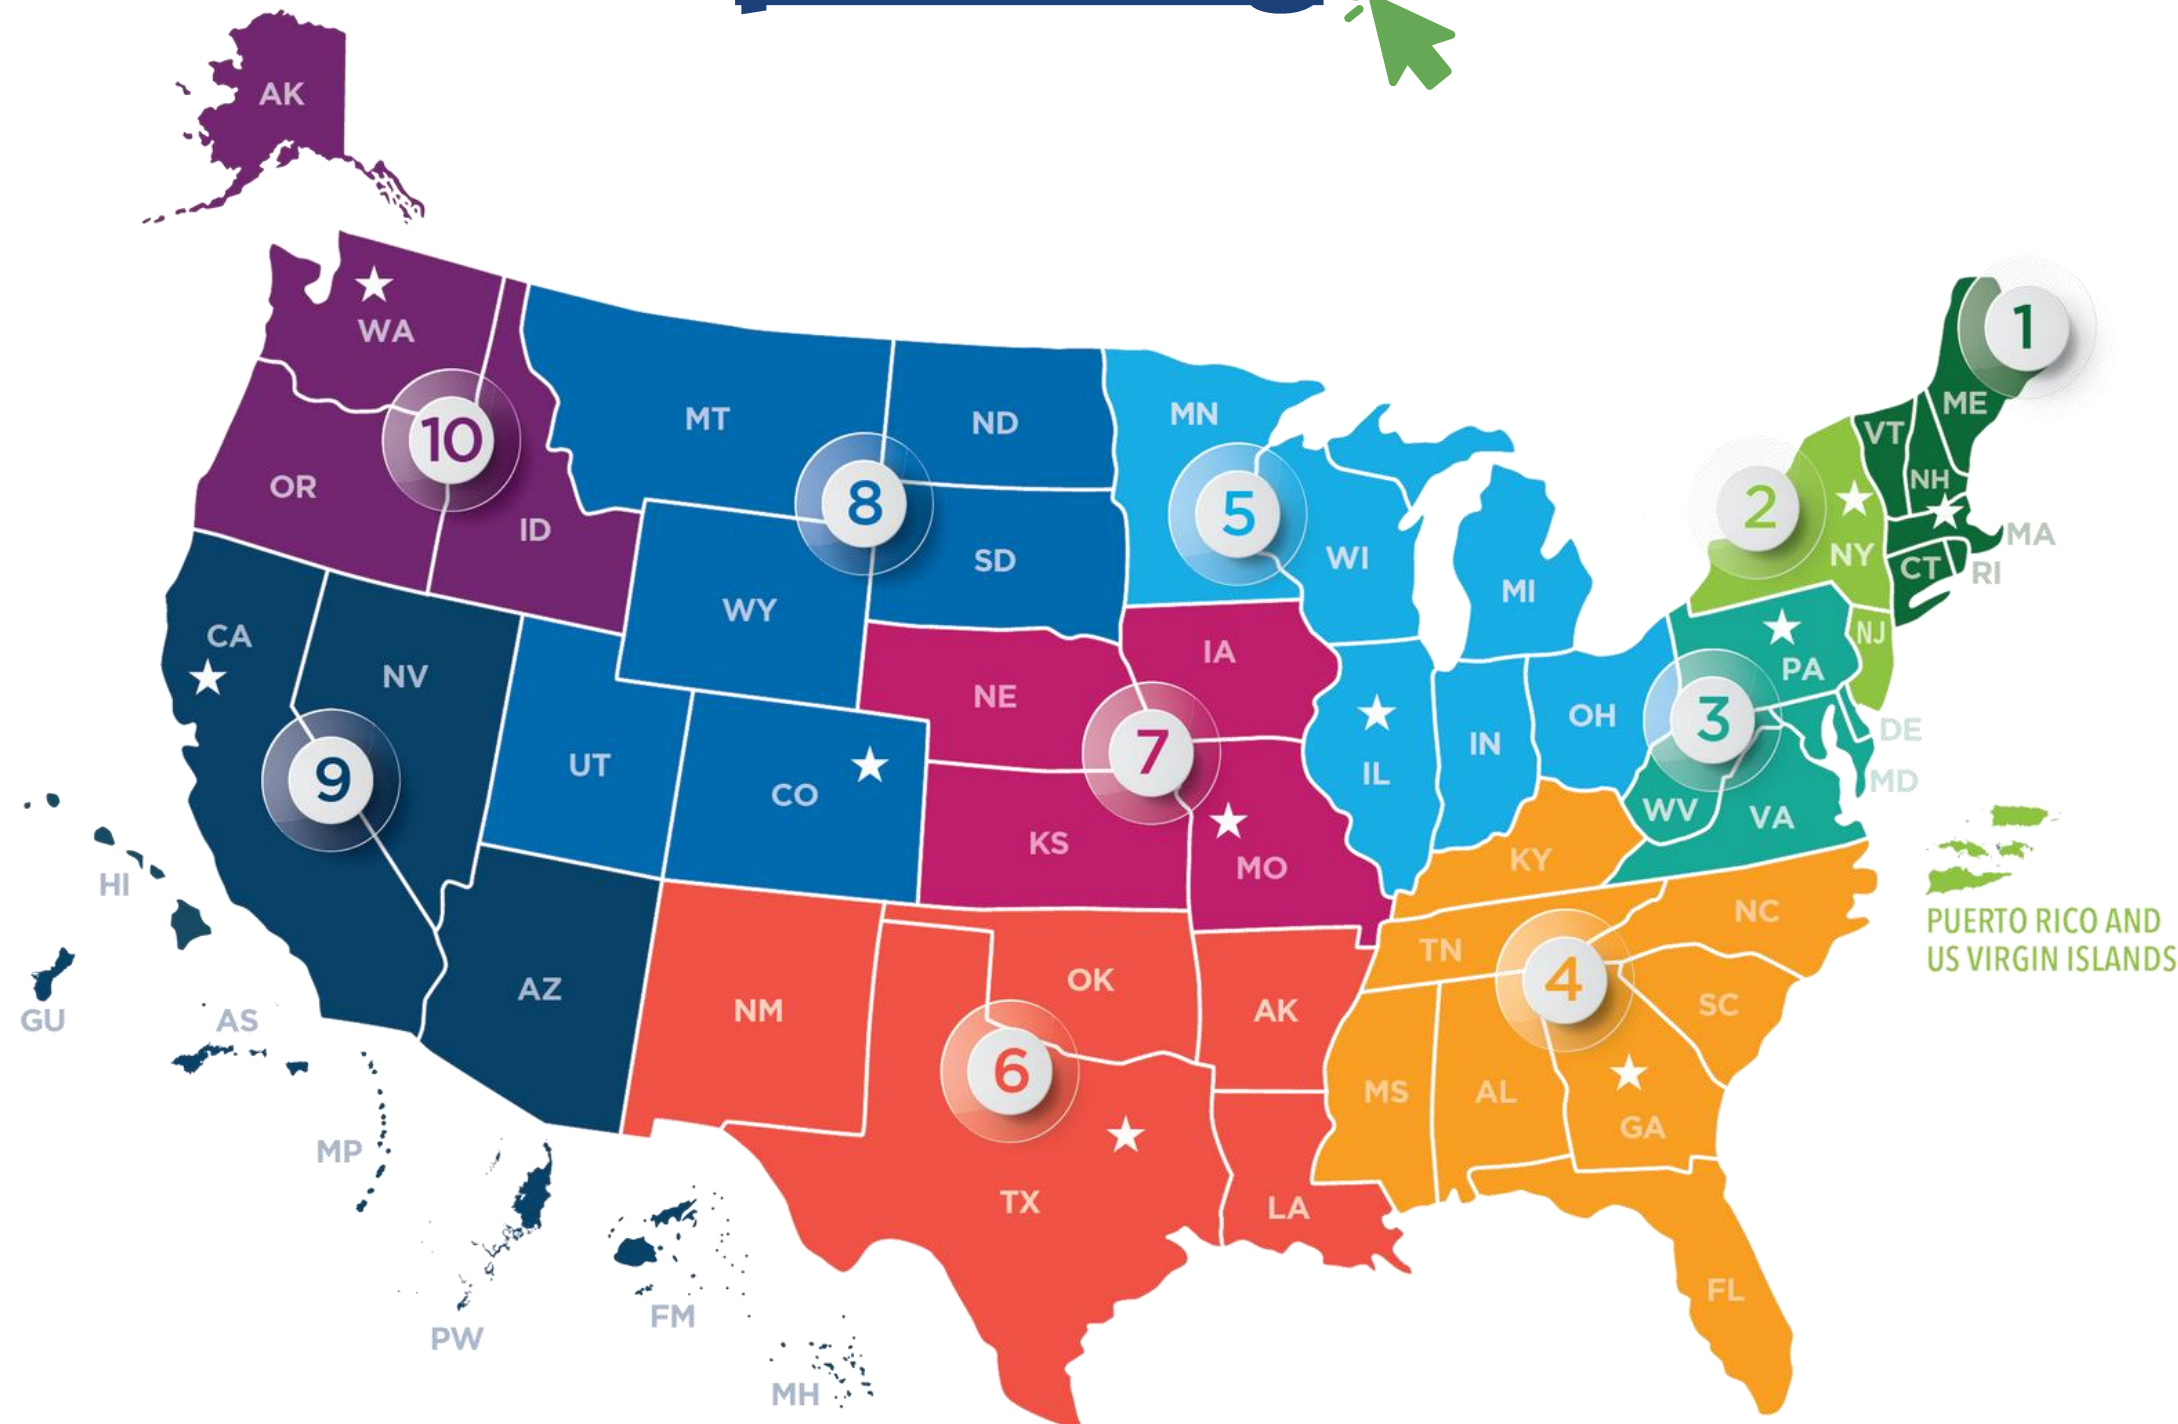 AK
WA
10
OR
ID
MT
ND
8
SD
WY
UT
CO
MN
5
WI
MI
IL
IN
OH
1
ME
VT
NH
MA
CT
RI
2
NY
NJ
3
PA
DE
MD
WV
VA
PUERTO RICO AND
US VIRGIN ISLANDS
CA
NV
9
AZ
HI
GU
AS
MP
PW
FM
MH
NE
IA
7
KS
MO
KY
TN
NC
4
SC
MS
AL
GA
FL
NM
OK
AK
6
TX
LA